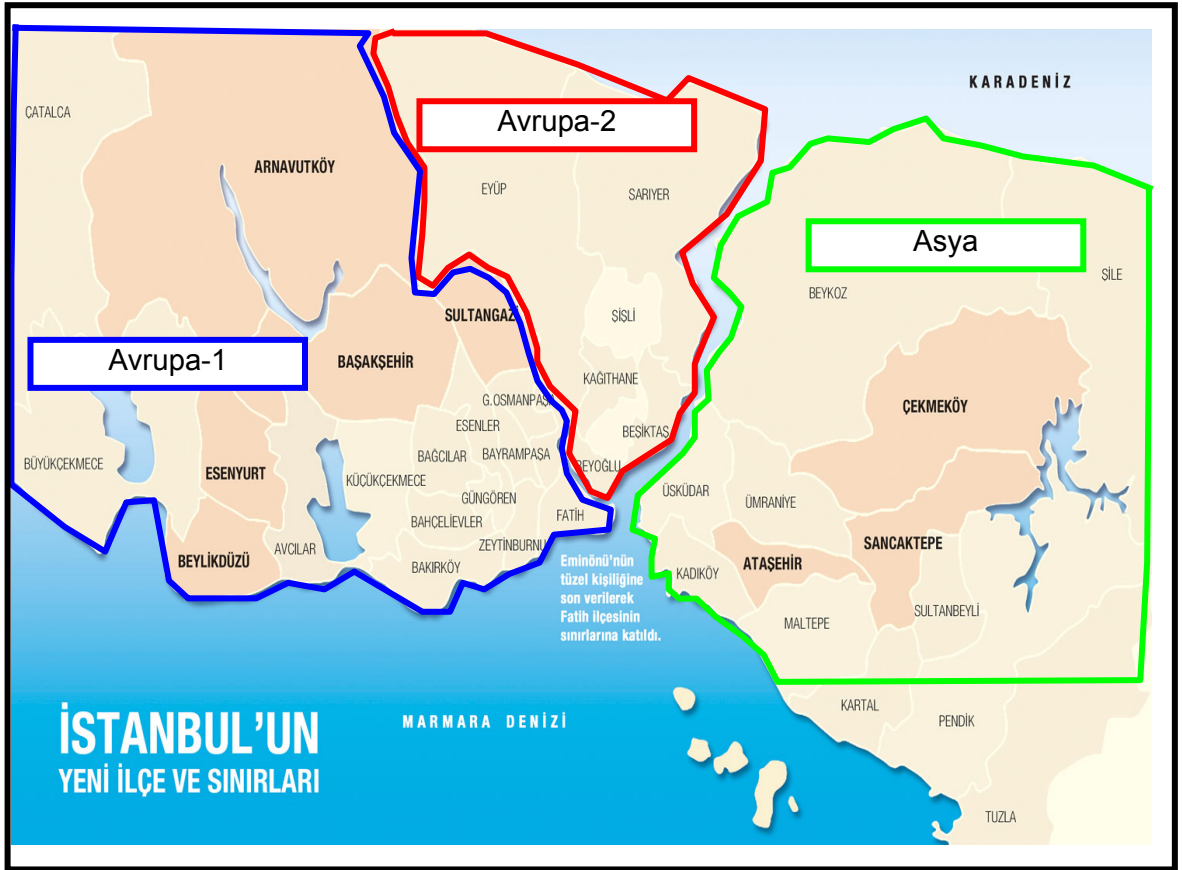 KARADENİZ
Avrupa-2
ÇATALCA
ARNAVUTKÖY
EYÜP
SARIYER
Asya
ŞİLE
BEYKOZ
SULTANGAZİ
ŞİŞLİ
Avrupa-1
BAŞAKŞEHİR
KAĞITHANE
G.OSMANPAŞA
ÇEKMEKÖY
ESENLER
BEŞİKTAŞ
BÜYÜKÇEKMECE
ESENYURT
KÜÇÜKÇEKMECE
BAĞCILAR
BAYRAMPAŞA
BEYOĞLU
ÜSKÜDAR
ÜMRANİYE
GÜNGÖREN
BAHÇELİEVLER
FATİH
ZEYTİNBURNU
SANCAKTEPE
BEYLİKDÜZÜ
AVCILAR
BAKIRKÖY
Eminönü'nün
tüzel kişiliğine
son verilerek
Fatih ilçesinin
sınırlarına katıldı.
KADIKÖY
ATAŞEHİR
SULTANBEYLİ
MALTEPE
KARTAL
PENDİK
TUZLA
MARMARA DENİZİ
İSTANBUL'UN
YENİ İLÇE VE SINIRLARI